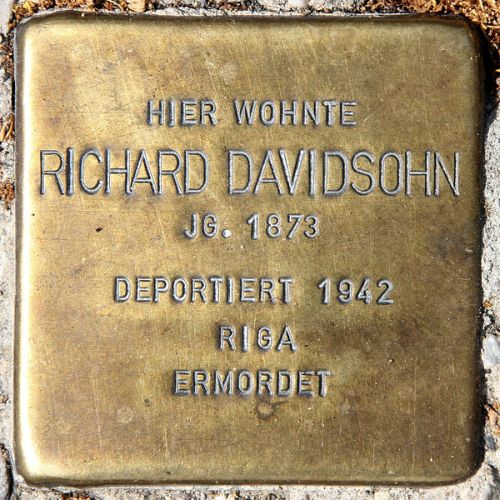 HIER WOHNTE
RICHARD DAVIDSOHN
JG. 1873
DEPORTIERT 1942
RIGA
ERMORDET